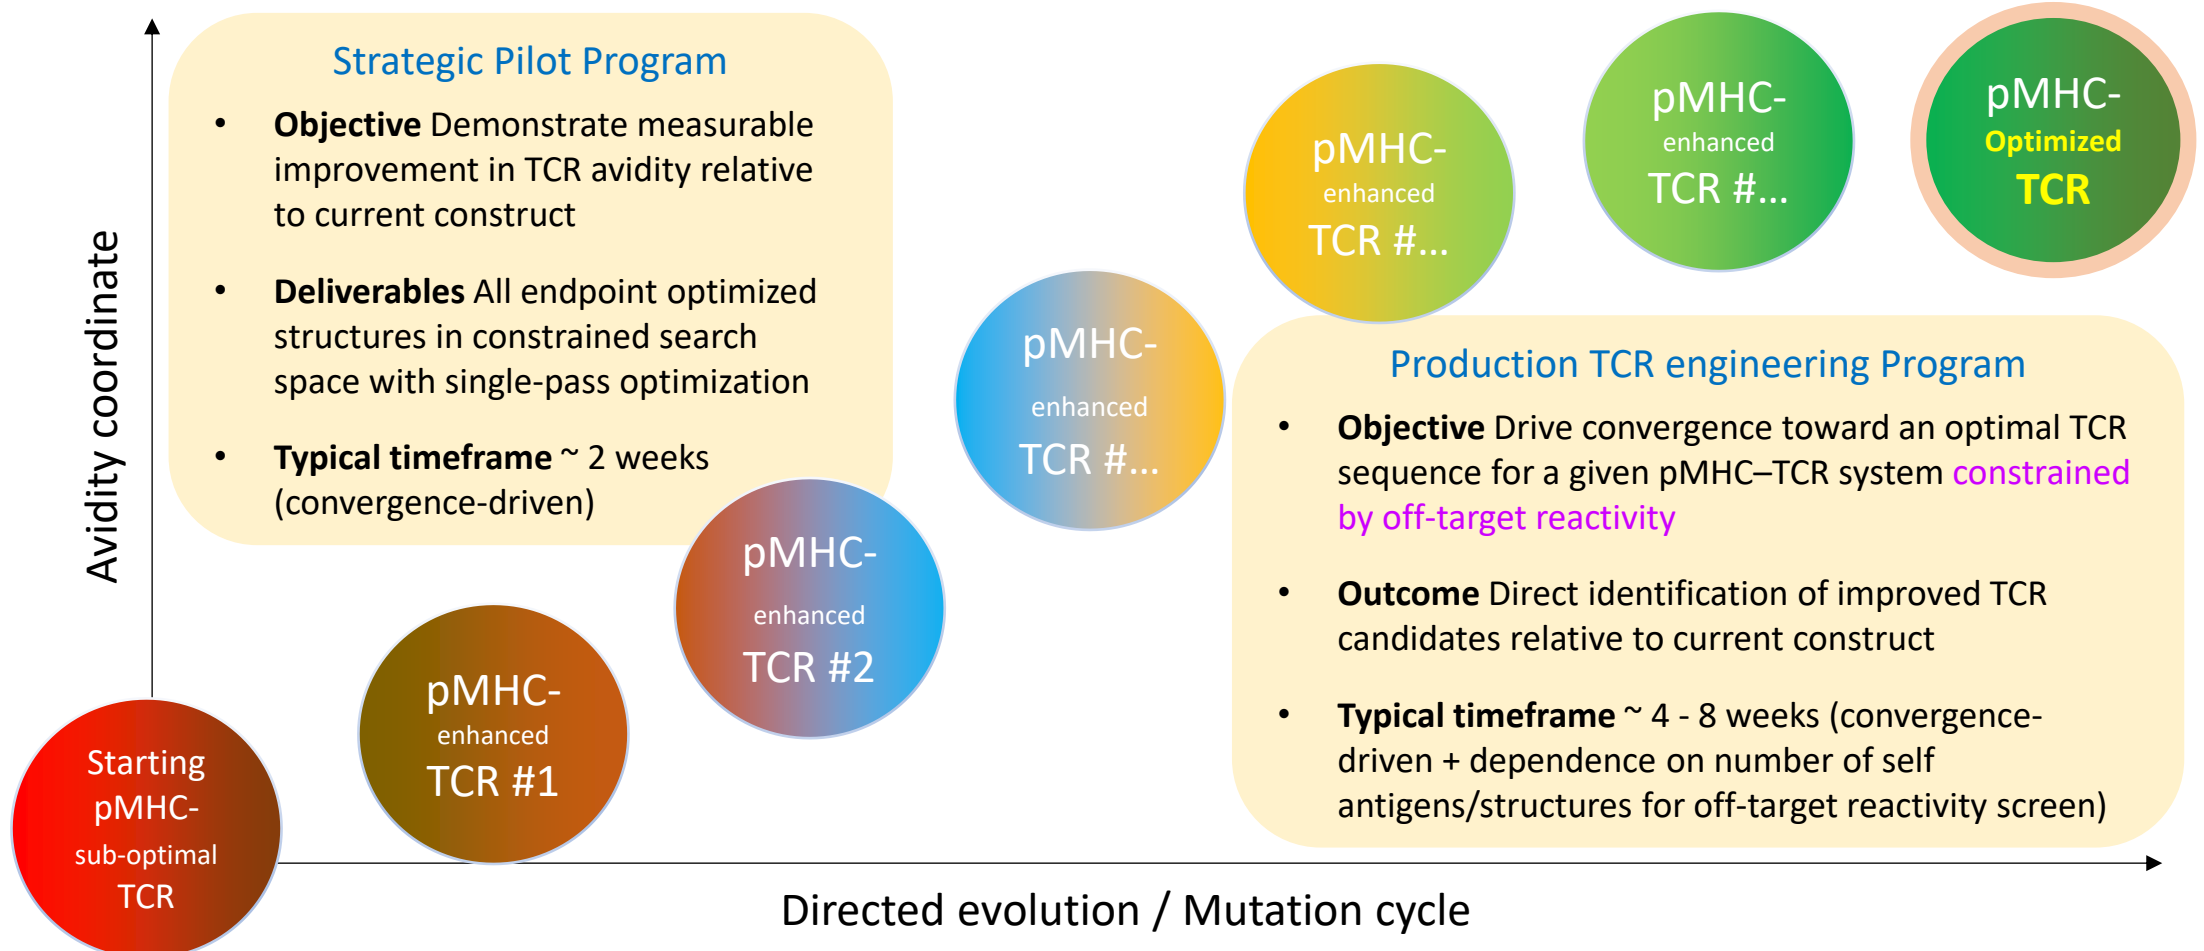 Strategic Pilot Program
• Objective Demonstrate measurable
improvement in TCR avidity relative
to current construct
• Deliverables All endpoint optimized
structures in constrained search
space with single-pass optimization
• Typical timeframe ~ 2 weeks
(convergence-driven)
Avidity coordinate
Starting
pMHC-
sub-optimal
TCR
pMHC-
enhanced
TCR #1
pMHC-
enhanced
TCR #2
pMHC-
enhanced
TCR #...
pMHC-
enhanced
TCR #...
pMHC-
enhanced
TCR #...
pMHC-
Optimized
TCR
Production TCR engineering Program
• Objective Drive convergence toward an optimal TCR
sequence for a given pMHC–TCR system constrained
by off-target reactivity
• Outcome Direct identification of improved TCR
candidates relative to current construct
• Typical timeframe ~ 4 - 8 weeks (convergence-
driven + dependence on number of self
antigens/structures for off-target reactivity screen)
Directed evolution / Mutation cycle